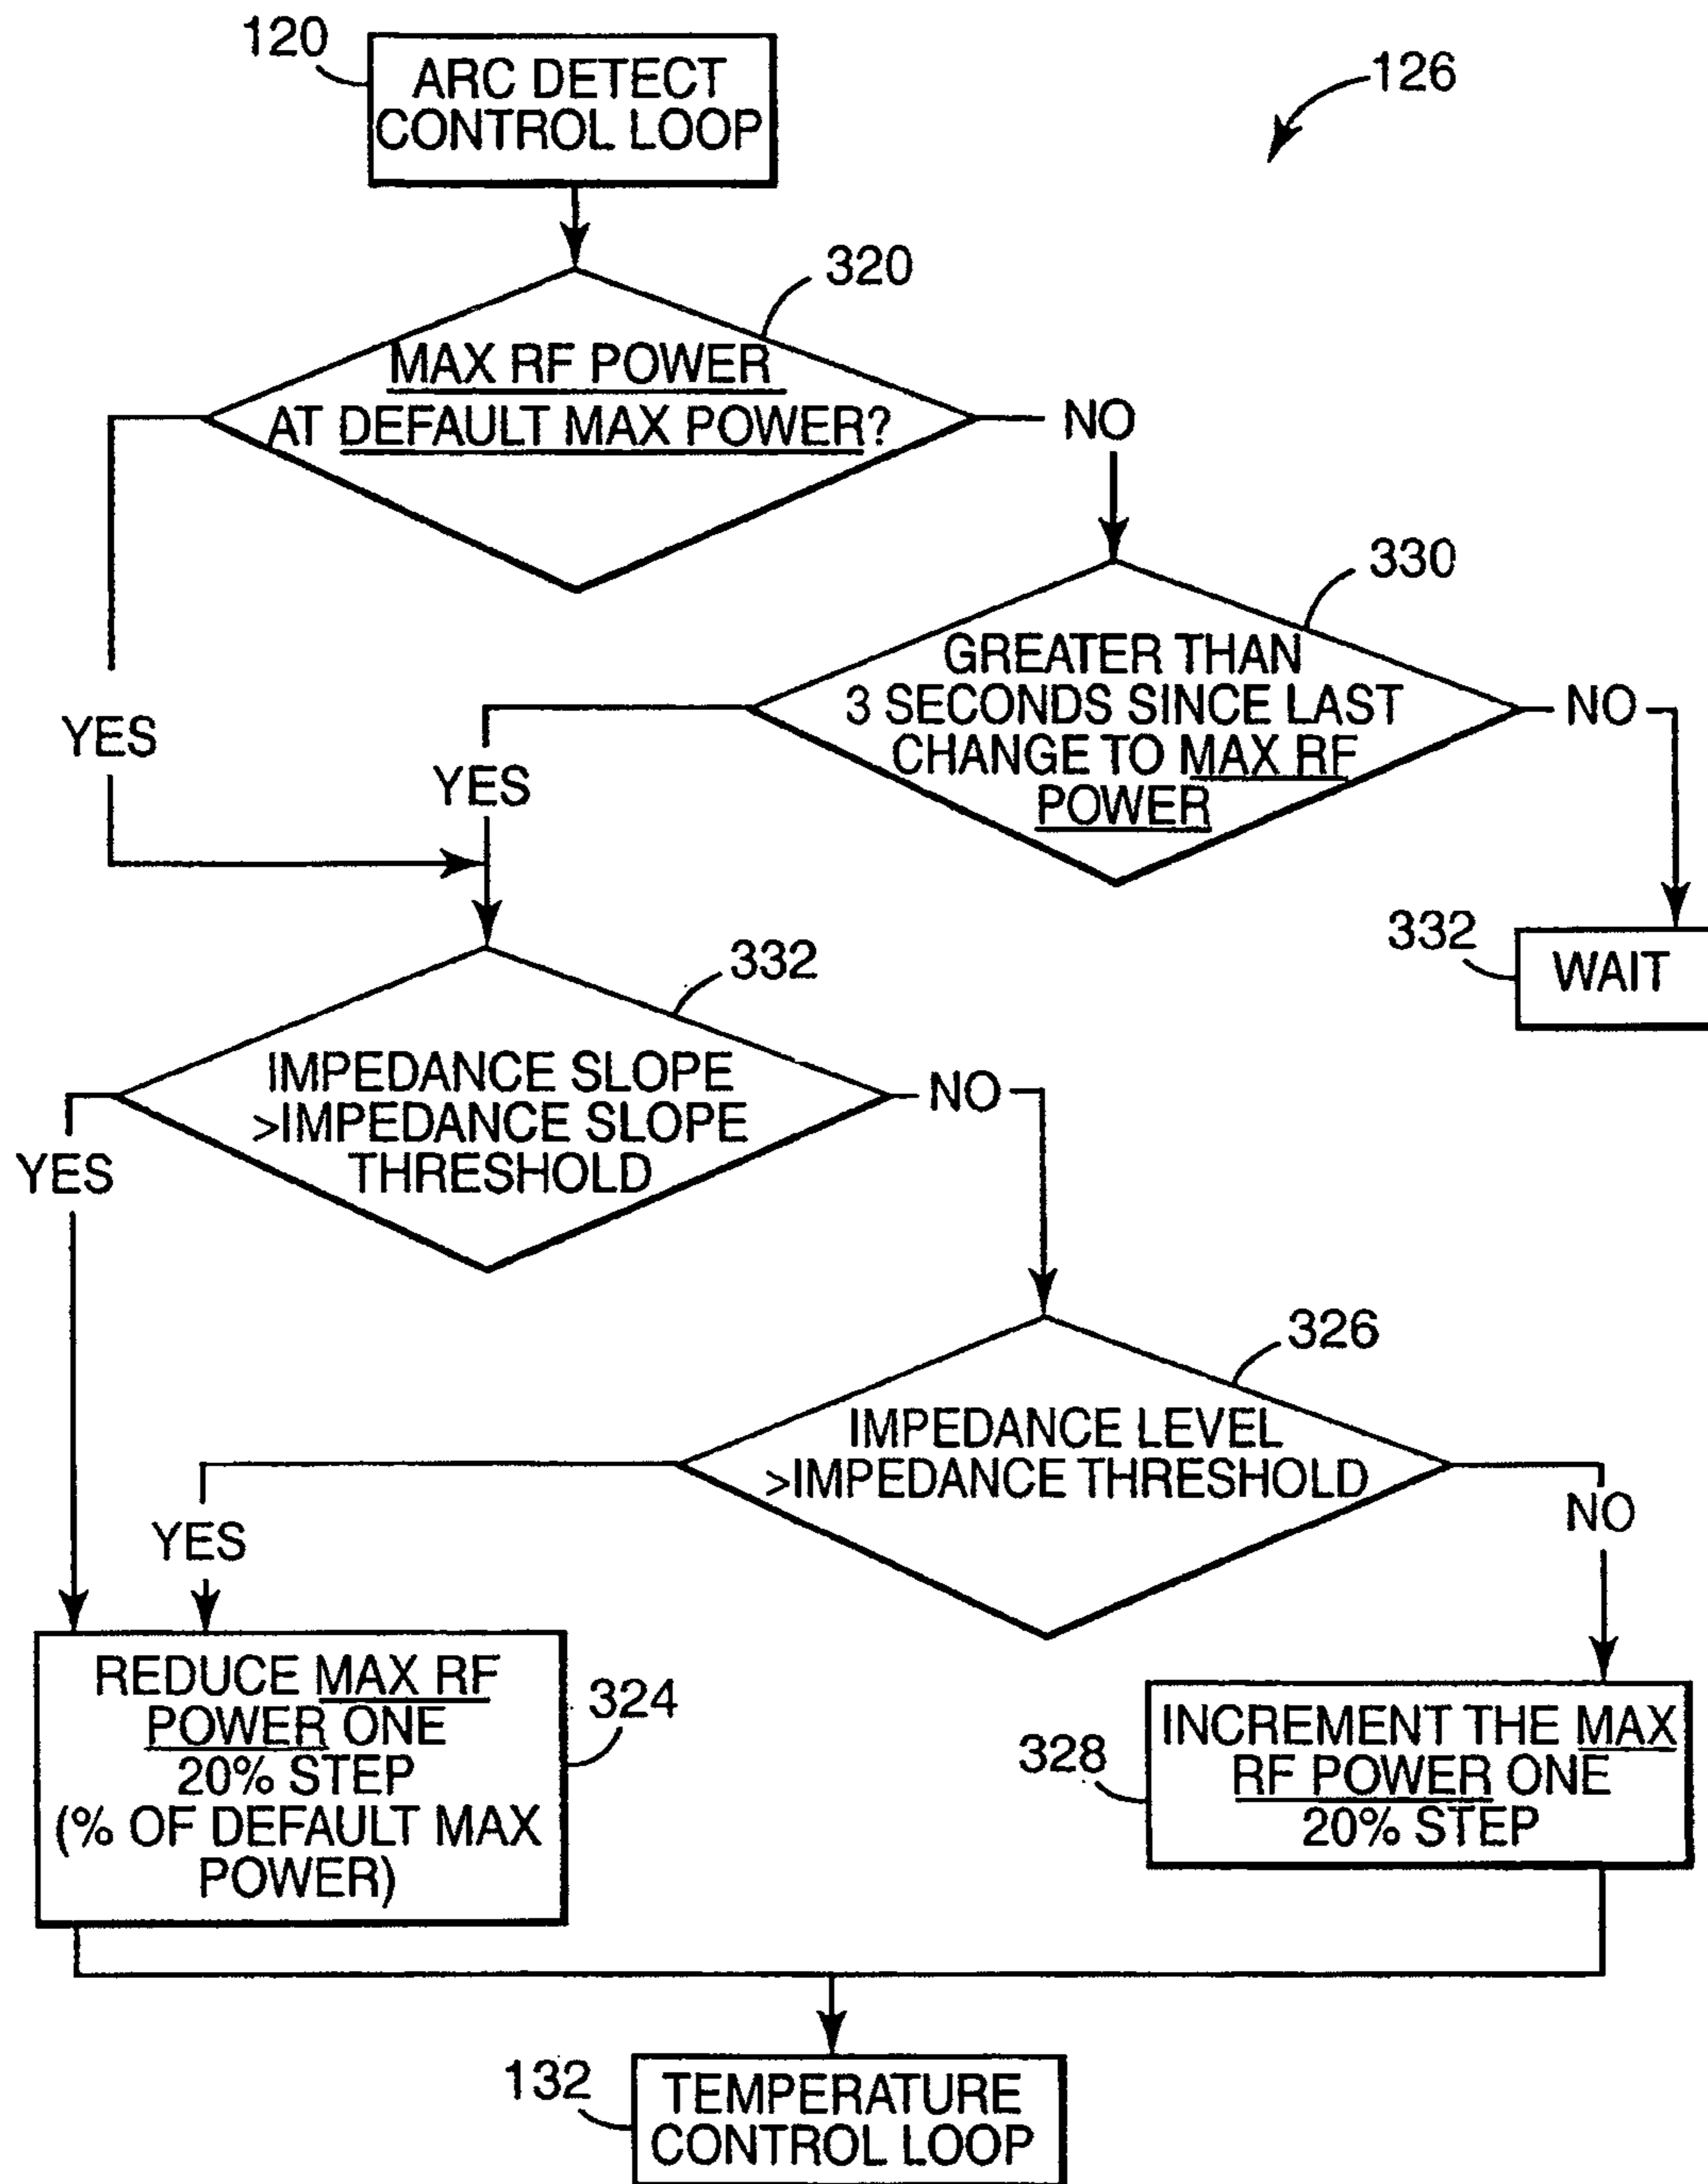 120
ARC DETECT
CONTROL LOOP
126
320
MAX RF POWER
AT DEFAULT MAX POWER?
NO
YES
330
GREATER THAN
3 SECONDS SINCE LAST
CHANGE TO MAX RF
POWER
NO
YES
332
WAIT
332
IMPEDANCE SLOPE
>IMPEDANCE SLOPE
THRESHOLD
NO
YES
326
IMPEDANCE LEVEL
>IMPEDANCE THRESHOLD
YES
NO
REDUCE MAX RF
POWER ONE
20% STEP
(% OF DEFAULT MAX
POWER)
324
328
INCREMENT THE MAX
RF POWER ONE
20% STEP
132
TEMPERATURE
CONTROL LOOP